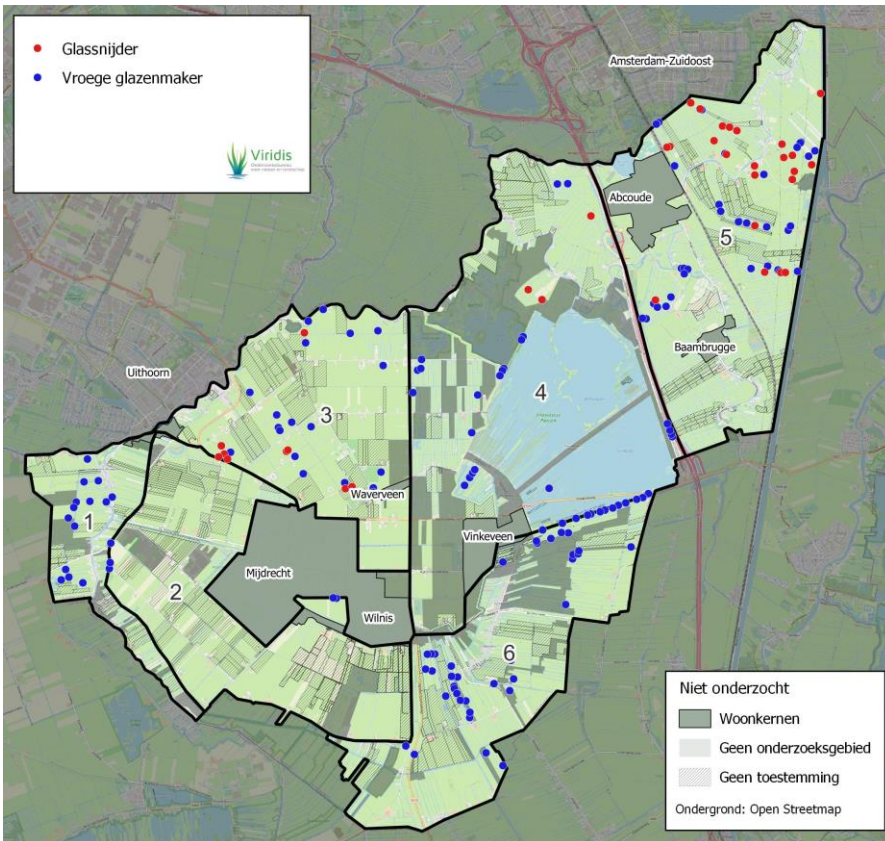 Glassnijder
Vroege glazenmaker
Viridis
Amsterdam-Zuidoost
Abcoude
5
Baambrugge
Uithoorn
3
4
Waverveen
1
Vinkeveen
2
Mijdrecht
Wilnis
6
Niet onderzocht
Woonkernen
Geen onderzoeksgebied
Geen toestemming
Ondergrond: Open Streetmap